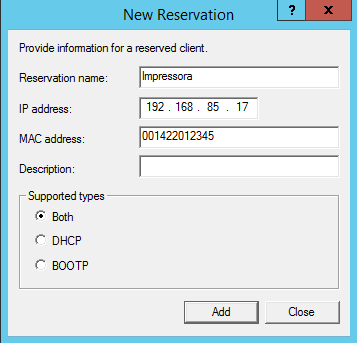 New Reservation
? X
Provide information for a reserved client.
Reservation name: Impressora
IP address: 192 . 168 . 85 . 17
MAC address: 001422012345
Description:
Supported types
Both
DHCP
BOOTP
Add Close